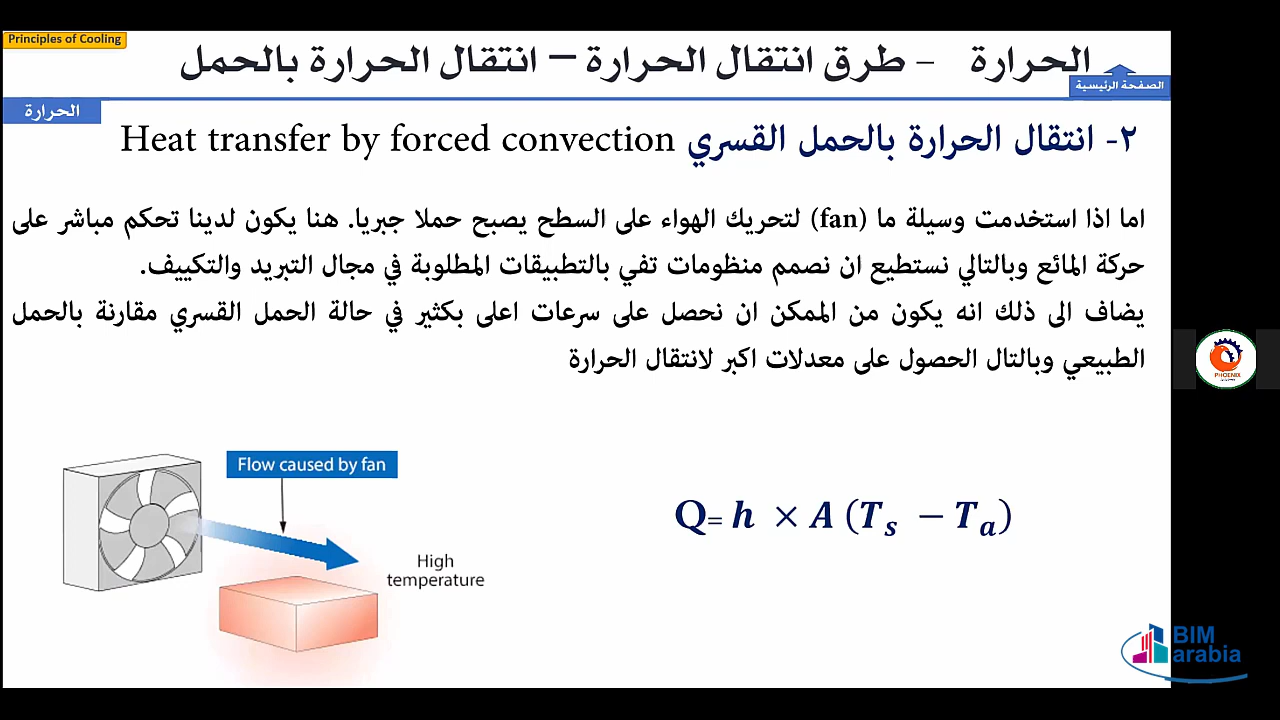 Principles of Cooling
الحرارة – طرق انتقال الحرارة – انتقال الحرارة بالحمل
الصفحة الرئيسية
الحرارة
٢- انتقال الحرارة بالحمل القسري Heat transfer by forced convection
اما اذا استخدمت وسيلة ما (fan) لتحريك الهواء على السطح يصبح حملا جبريا. هنا يكون لدينا تحكم مباشر على
حركة المائع وبالتالي نستطيع ان نصمم منظومات تفي بالتطبيقات المطلوبة في مجال التبريد والتكييف.
يضاف الى ذلك انه يكون من الممكن ان نحصل على سرعات اعلى بكثير في حالة الحمل القسري مقارنة بالحمل
الطبيعي وبالتال الحصول على معدلات اكبر لانتقال الحرارة
Flow caused by fan
High
temperature
Q= h × A (Ts − Ta)
PHOENIX
BIM
arabia